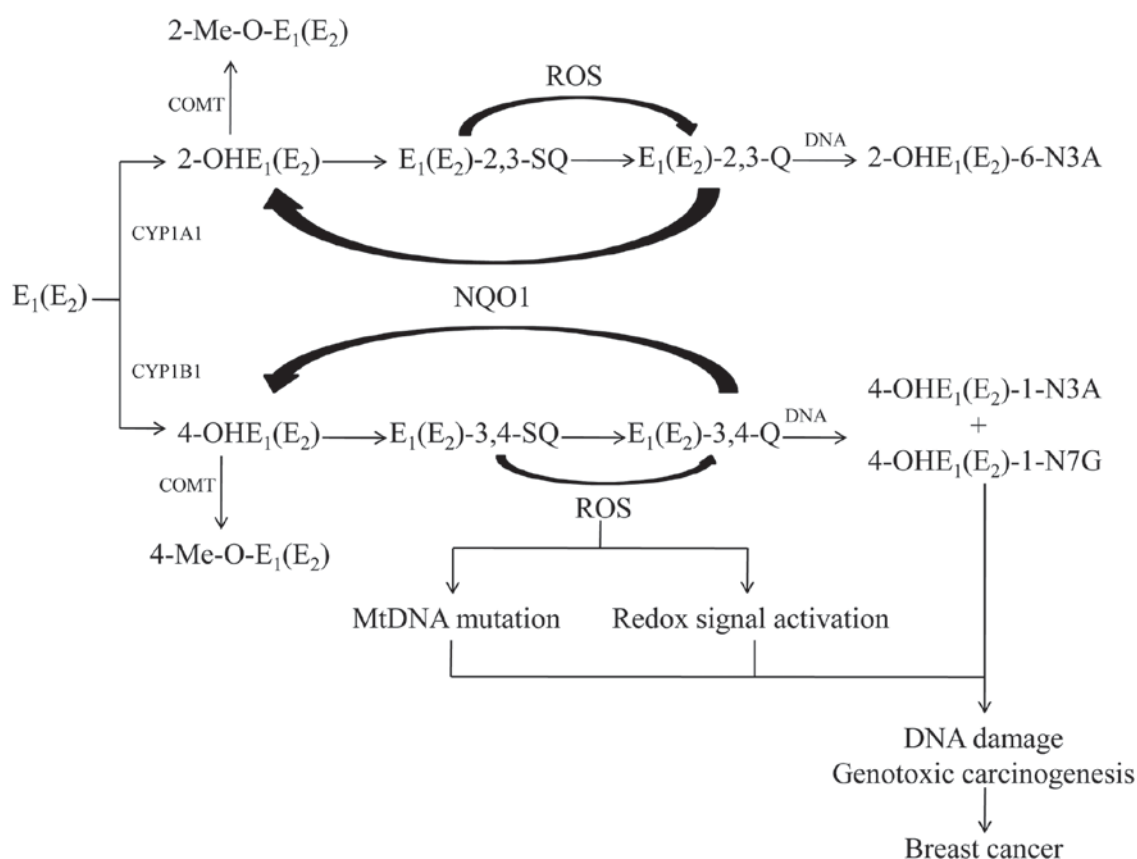 2-Me-O-E₁(E₂)
COMT
ROS
2-OHE₁(E₂)
E₁(E₂)-2,3-SQ
E₁(E₂)-2,3-Q
DNA
2-OHE₁(E₂)-6-N3A
CYP1A1
E₁(E₂)
NQO1
CYP1B1
4-OHE₁(E₂)
E₁(E₂)-3,4-SQ
E₁(E₂)-3,4-Q
DNA
4-OHE₁(E₂)-1-N3A
+
4-OHE₁(E₂)-1-N7G
COMT
4-Me-O-E₁(E₂)
ROS
MtDNA mutation
Redox signal activation
DNA damage
Genotoxic carcinogenesis
Breast cancer